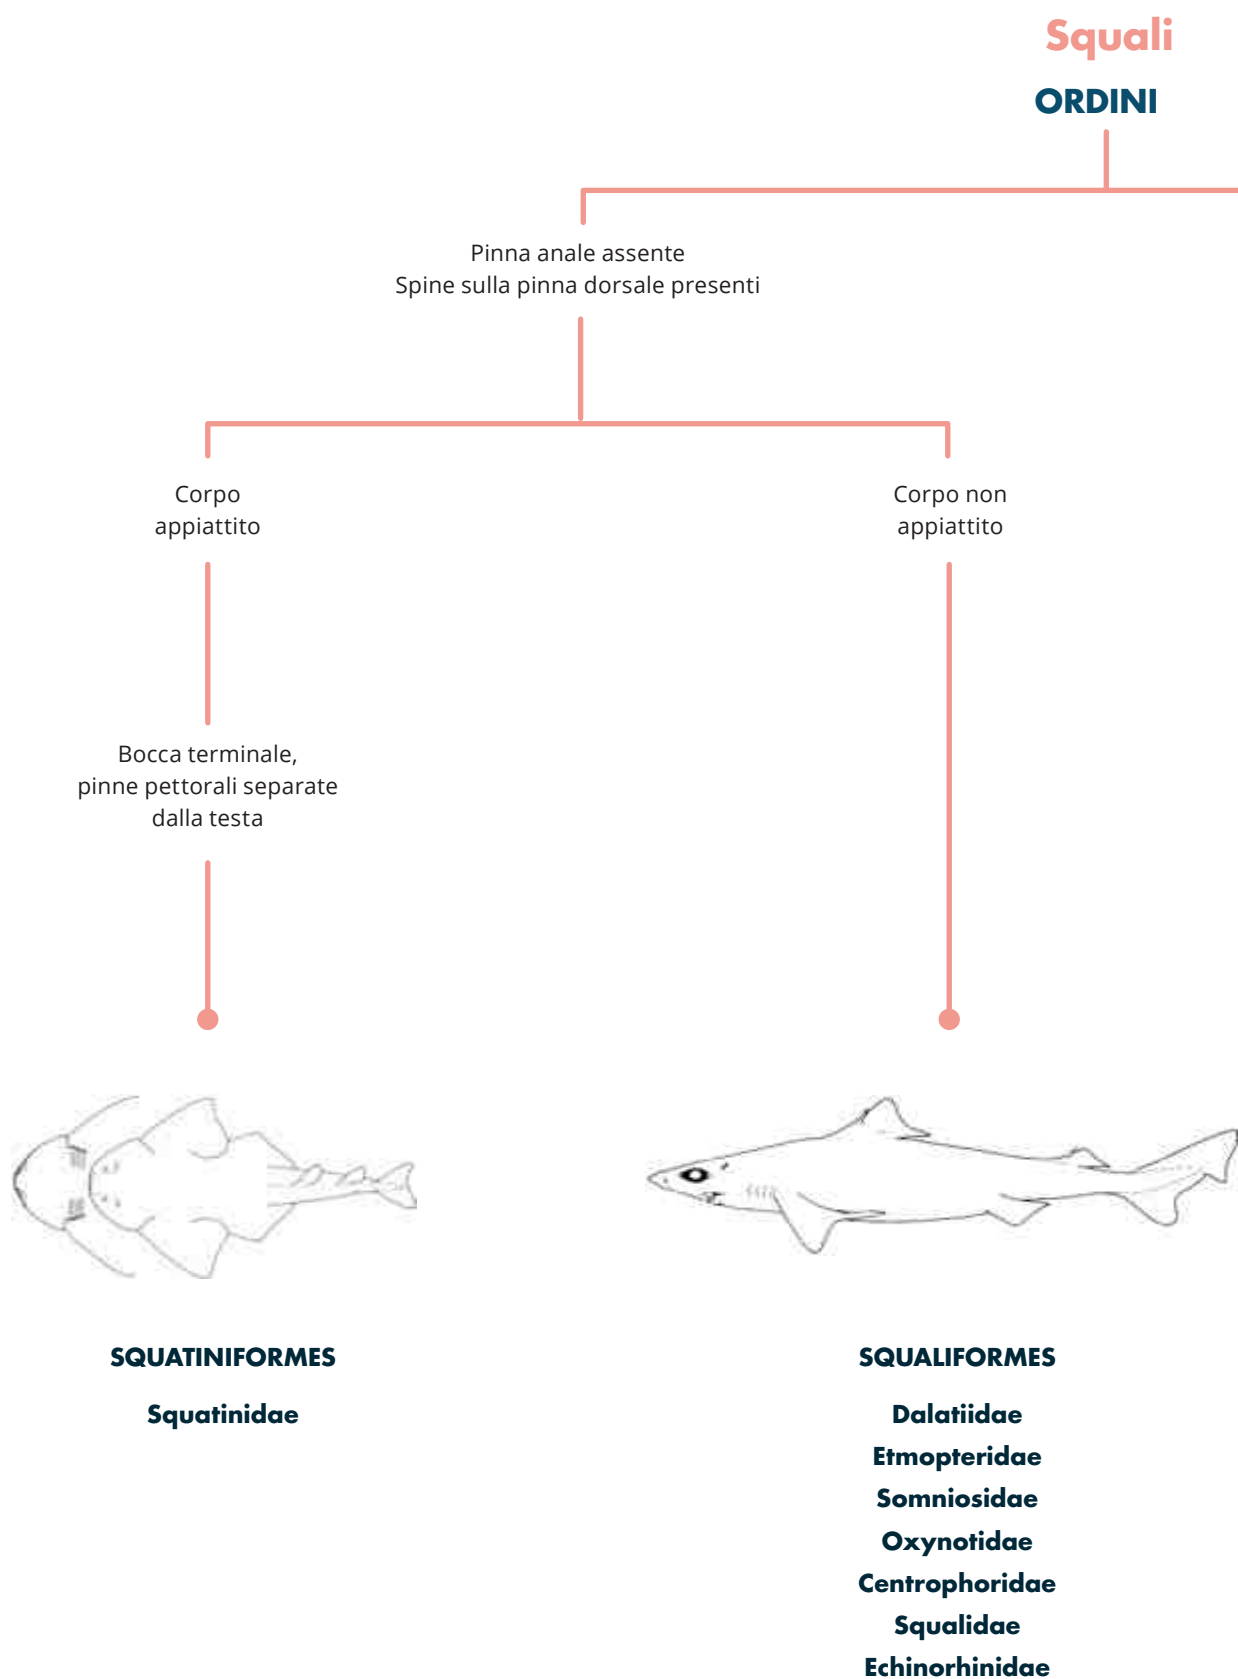 Squali
ORDINI
Pinna anale assente
Spine sulla pinna dorsale presenti
Corpo
appiattito
Corpo non
appiattito
Bocca terminale,
pinne pettorali separate
dalla testa
SQUATINIFORMES
Squatinidae
SQUALIFORMES
Dalatiidae
Etmopteridae
Somniosidae
Oxynotidae
Centrophoridae
Squalidae
Echinorhinidae